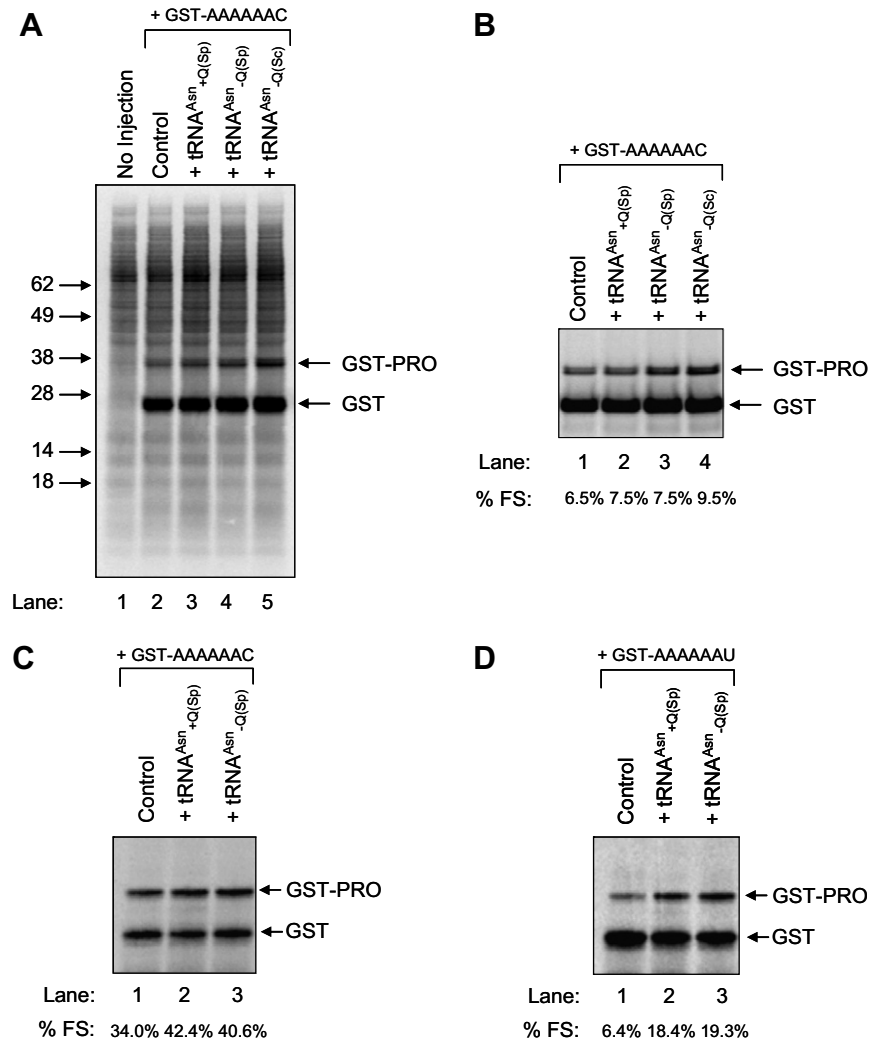 A
+ GST-AAAAAAC
No Injection
Control
+ tRNAAsn+Q(Sp)
+ tRNAAsn-Q(Sp)
+ tRNAAsn-Q(Sc)
62
49
38
28
14
18
GST-PRO
GST
Lane: 1 2 3 4 5
B
+ GST-AAAAAAC
Control
+ tRNAAsn+Q(Sp)
+ tRNAAsn-Q(Sp)
+ tRNAAsn-Q(Sc)
GST-PRO
GST
Lane: 1 2 3 4
% FS: 6.5% 7.5% 7.5% 9.5%
C
+ GST-AAAAAAC
Control
+ tRNAAsn+Q(Sp)
+ tRNAAsn-Q(Sp)
GST-PRO
GST
Lane: 1 2 3
% FS: 34.0% 42.4% 40.6%
D
+ GST-AAAAAAU
Control
+ tRNAAsn+Q(Sp)
+ tRNAAsn-Q(Sp)
GST-PRO
GST
Lane: 1 2 3
% FS: 6.4% 18.4% 19.3%